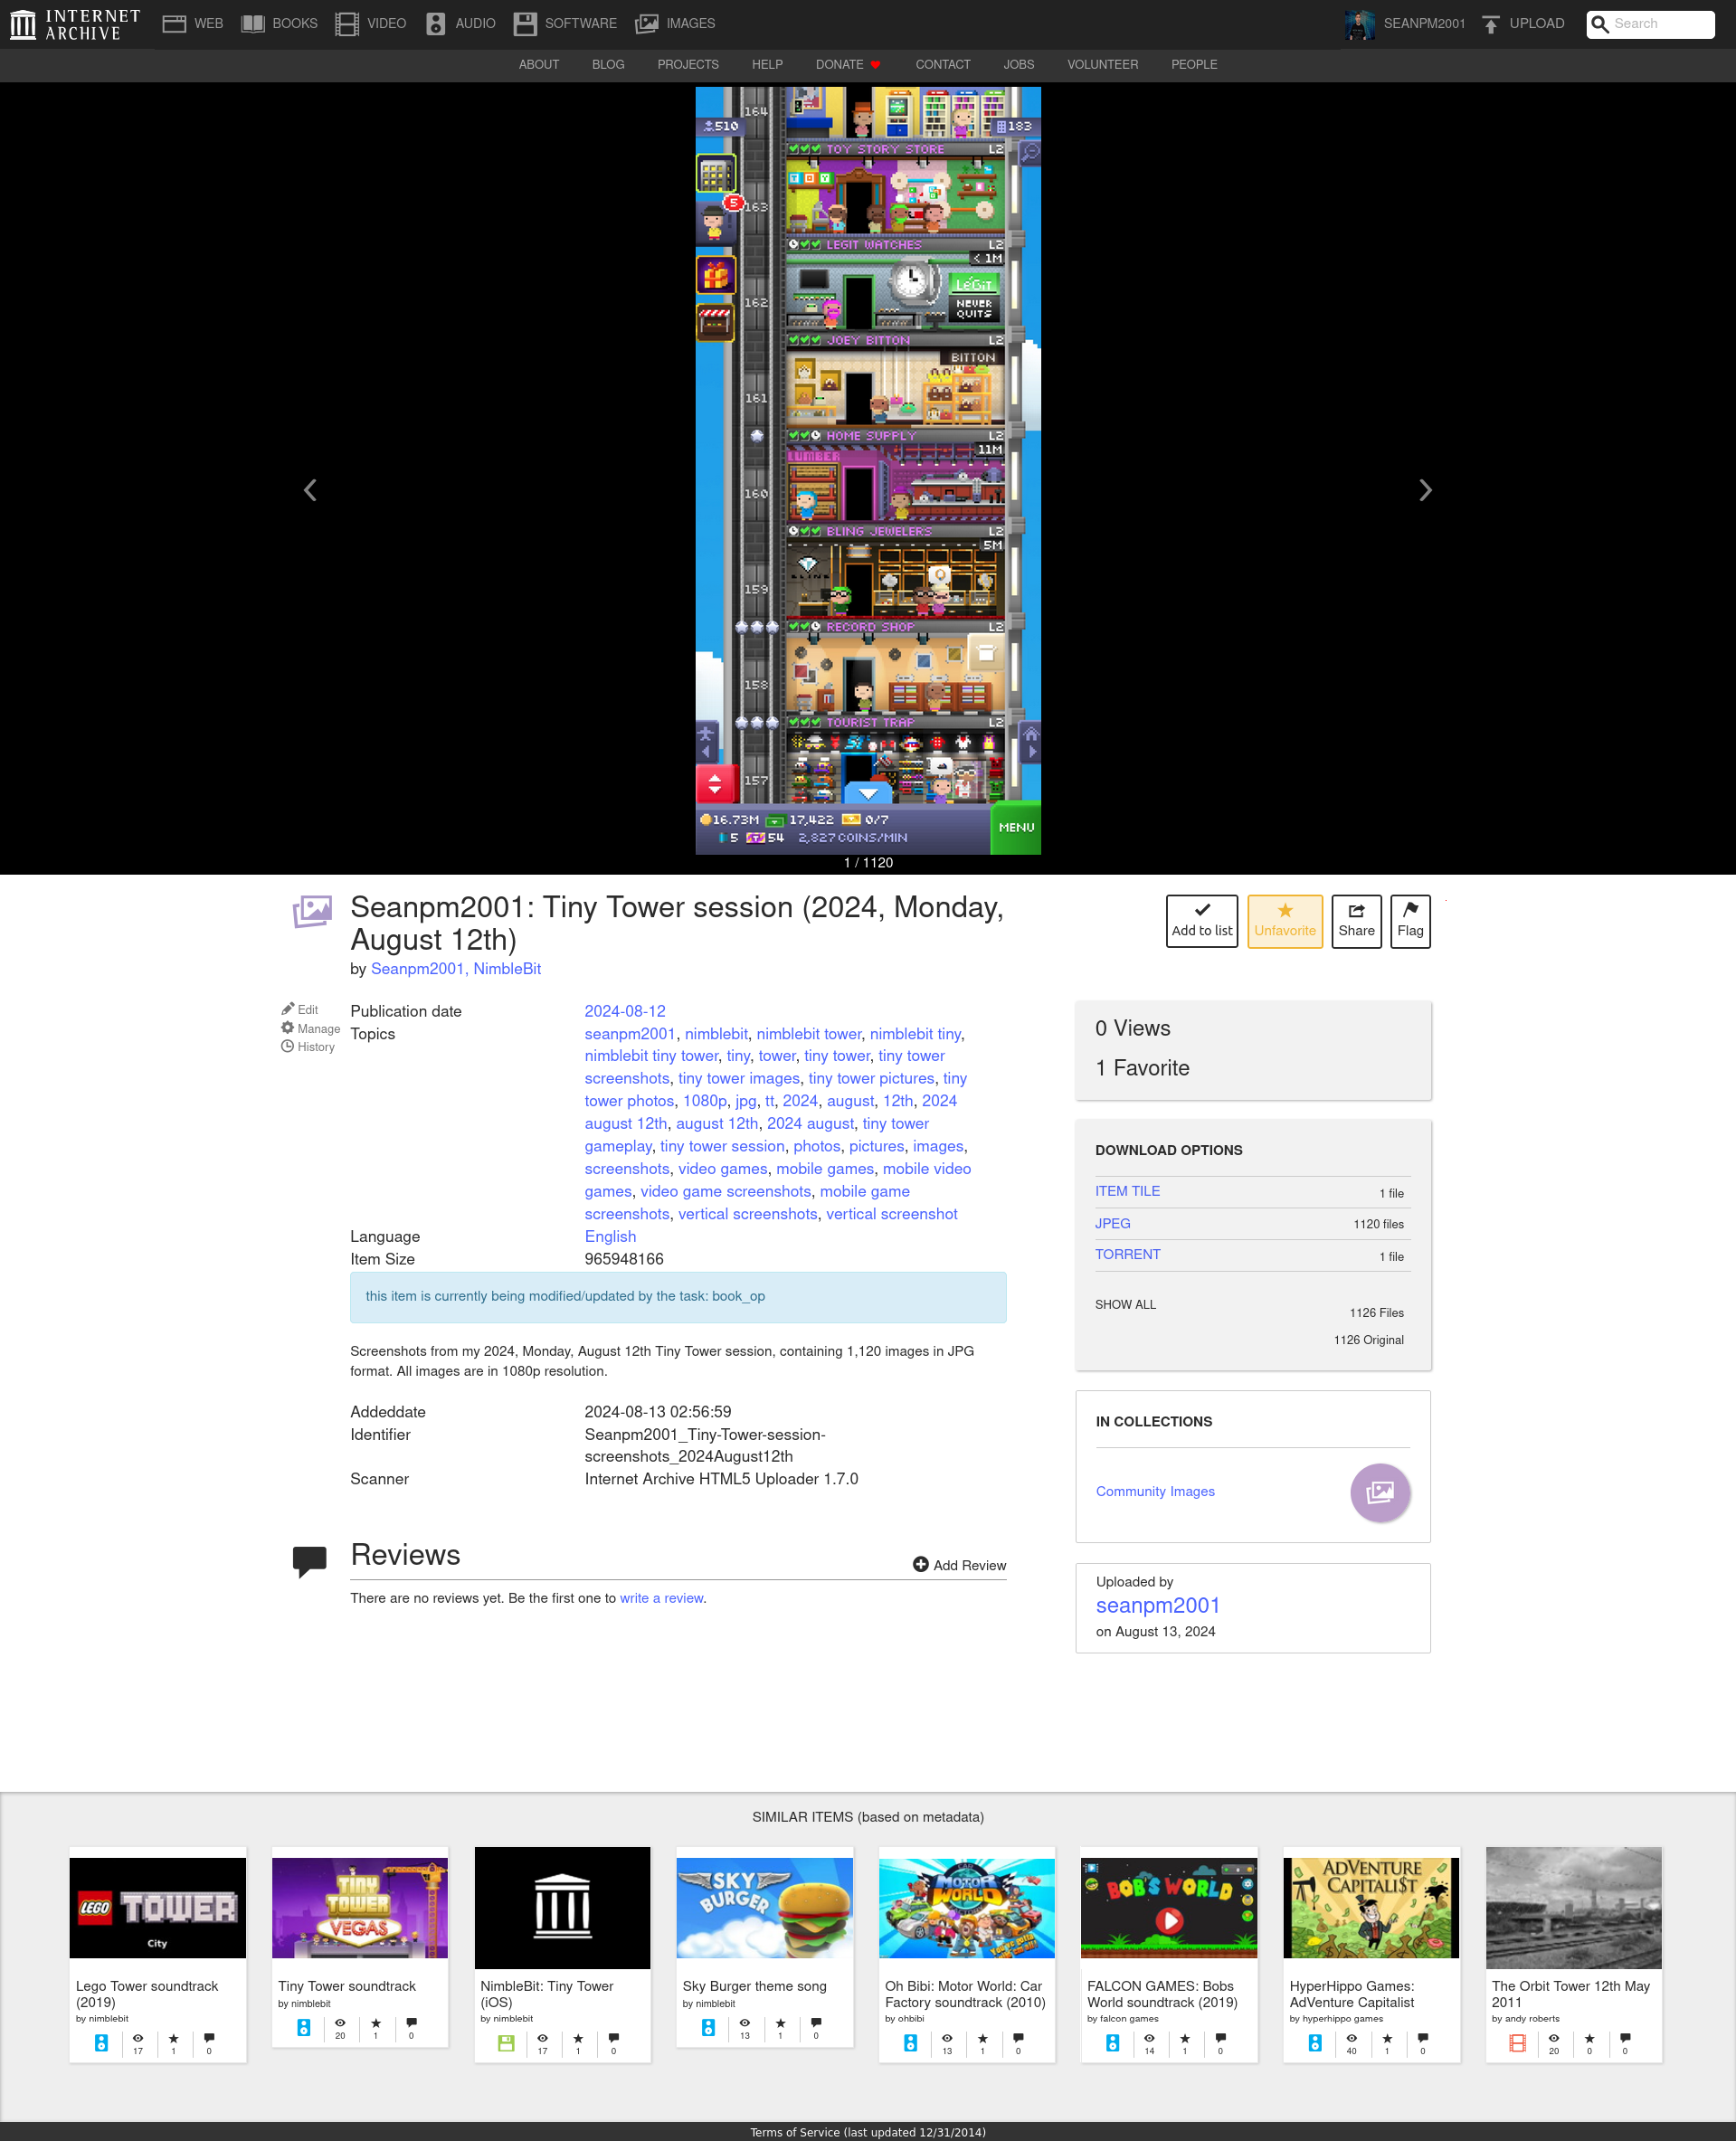 INTERNET ARCHIVE
WEB
BOOKS
VIDEO
AUDIO
SOFTWARE
IMAGES
SEANPM2001
UPLOAD
Search
ABOUT
BLOG
PROJECTS
HELP
DONATE
CONTACT
JOBS
VOLUNTEER
PEOPLE
164
510
183
TOY STORY STORE L2
TOY
5
163
LEGIT WATCHES L2
< 1M
LEGIT
NEVER
QUITS
162
JOEY BITTON L2
BITTON
161
HOME SUPPLY L2
11M
LUMBER
160
BLING JEWELERS L2
5M
159
RECORD SHOP L2
158
TOURIST TRAP L2
157
16.73M 17,422 0/7
5 54 2,827COINS/MIN
MENU
1 / 1120
Seanpm2001: Tiny Tower session (2024, Monday,
August 12th)
by Seanpm2001, NimbleBit
Add to list
Unfavorite
Share
Flag
Edit
Manage
History
Publication date 2024-08-12
Topics seanpm2001, nimblebit, nimblebit tower, nimblebit tiny,
nimblebit tiny tower, tiny, tower, tiny tower, tiny tower
screenshots, tiny tower images, tiny tower pictures, tiny
tower photos, 1080p, jpg, tt, 2024, august, 12th, 2024
august 12th, august 12th, 2024 august, tiny tower
gameplay, tiny tower session, photos, pictures, images,
screenshots, video games, mobile games, mobile video
games, video game screenshots, mobile game
screenshots, vertical screenshots, vertical screenshot
Language English
Item Size 965948166
this item is currently being modified/updated by the task: book_op
Screenshots from my 2024, Monday, August 12th Tiny Tower session, containing 1,120 images in JPG
format. All images are in 1080p resolution.
Addeddate 2024-08-13 02:56:59
Identifier Seanpm2001_Tiny-Tower-session-
screenshots_2024August12th
Scanner Internet Archive HTML5 Uploader 1.7.0
Reviews
Add Review
There are no reviews yet. Be the first one to write a review.
0 Views
1 Favorite
DOWNLOAD OPTIONS
ITEM TILE 1 file
JPEG 1120 files
TORRENT 1 file
SHOW ALL 1126 Files
1126 Original
IN COLLECTIONS
Community Images
Uploaded by
seanpm2001
on August 13, 2024
SIMILAR ITEMS (based on metadata)
LEGO TOWER
City
Lego Tower soundtrack
(2019)
by nimblebit
17 1 0
TINY
TOWER
VEGAS
Tiny Tower soundtrack
by nimblebit
20 1 0
NimbleBit: Tiny Tower
(iOS)
by nimblebit
17 1 0
SKY
BURGER
Sky Burger theme song
by nimblebit
13 1 0
CAR
MOTOR
WORLD
Oh Bibi: Motor World: Car
Factory soundtrack (2010)
by ohbibi
13 1 0
BOB'S WORLD
FALCON GAMES: Bobs
World soundtrack (2019)
by falcon games
14 1 0
ADVENTURE
CAPITALI$T
HyperHippo Games:
AdVenture Capitalist
by hyperhippo games
40 1 0
The Orbit Tower 12th May
2011
by andy roberts
20 0 0
Terms of Service (last updated 12/31/2014)